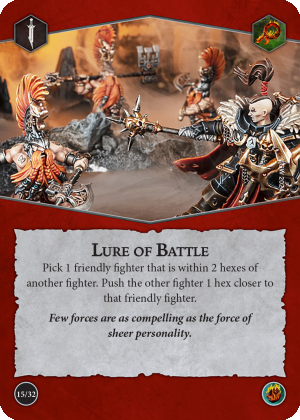 Lure of Battle
Pick 1 friendly fighter that is within 2 hexes of
another fighter. Push the other fighter 1 hex closer to
that friendly fighter.
Few forces are as compelling as the force of
sheer personality.
15/32